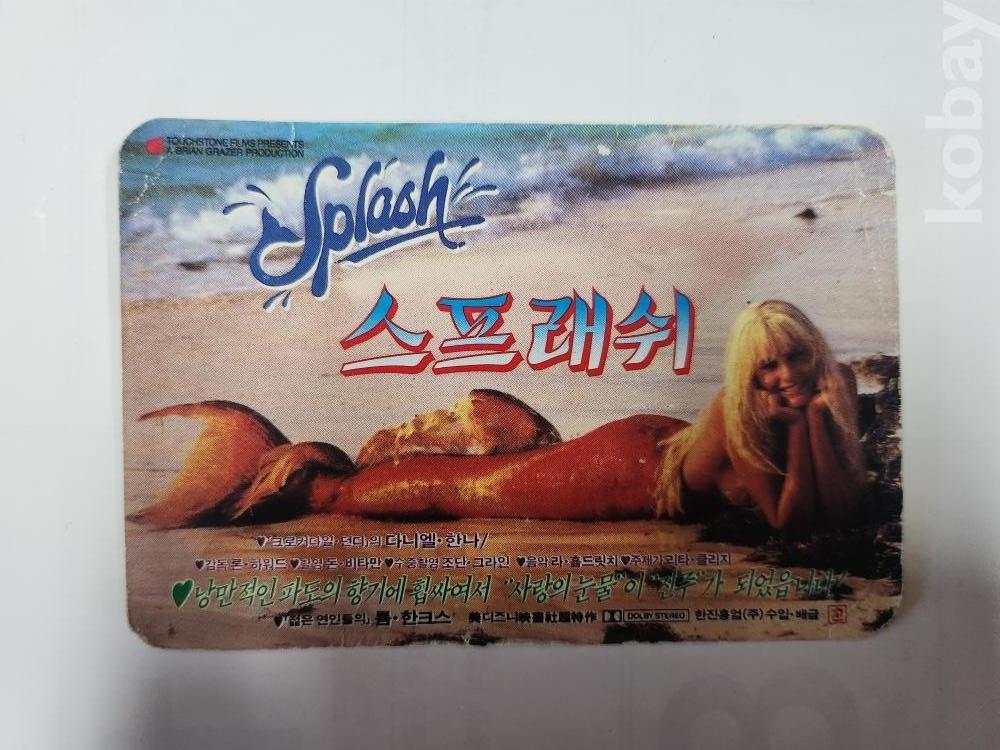 TOUCHSTONE FILMS PRESENTS
A BRIAN GRAZER PRODUCTION
Splash
스프래쉬
♥「크로커다일·던디」의 다니엘·한나!
♥감독 론·하워드 ♥촬영 돈·비타만 ♥수중촬영 조단·크라인 ♥음악 라·홀드릿치 ♥주제가 리타·쿨리지
♥낭만적인 파도의 향기에 휩싸여서 "사랑의 눈물"이 "진주"가 되었읍니다!
♥「젊은 연인들의」 톰·한크스 美디즈니映畵社超特作 DOLBY STEREO 한진흥업(주) 수입·배급
kobay